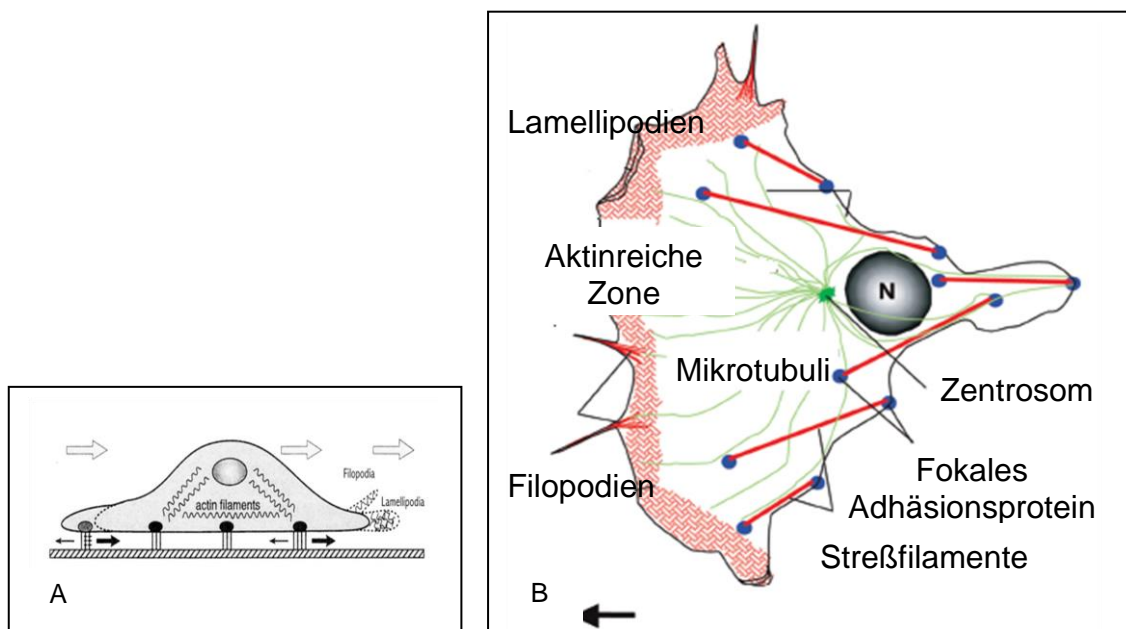 Filopodia
Lamellipodia
actin filaments
A
Lamellipodien
Aktinreiche
Zone
N
Mikrotubuli
Zentrosom
Filopodien
Fokales
Adhäsionsprotein
Streßfilamente
B